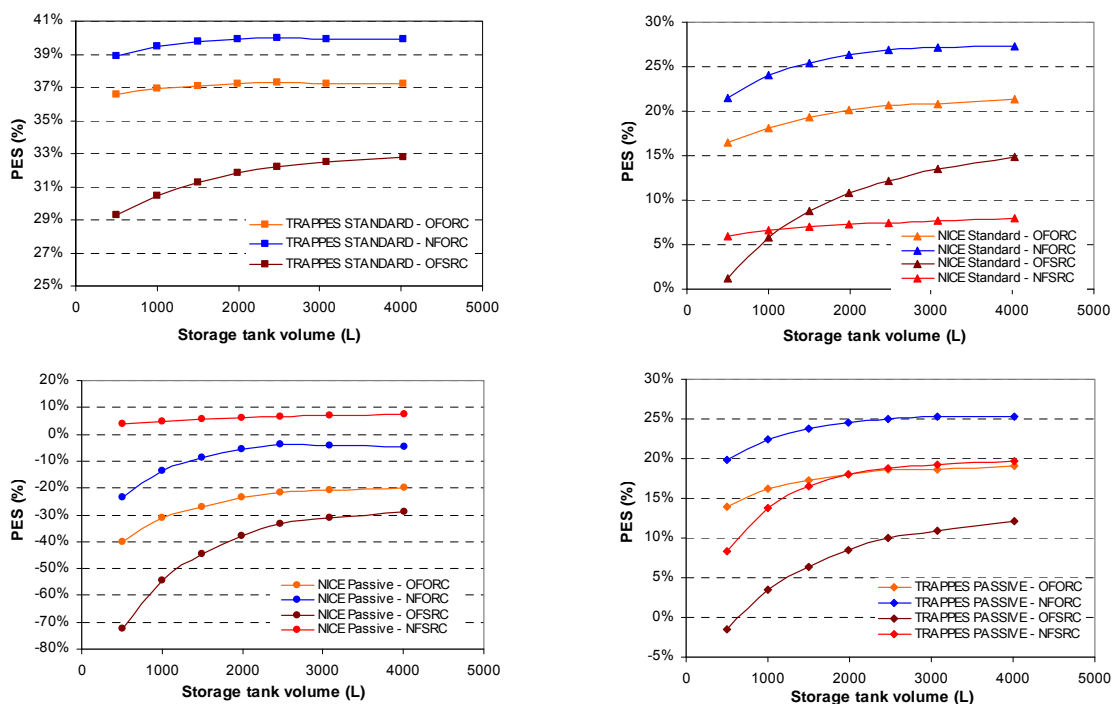 41%
39%
37%
35%
33%
31%
29%
27%
25%
PES (%)
0 1000 2000 3000 4000 5000
Storage tank volume (L)
TRAPPES STANDARD - OFORC
TRAPPES STANDARD - NFORC
TRAPPES STANDARD - OFSRC
30%
25%
20%
15%
10%
5%
0%
PES (%)
0 1000 2000 3000 4000 5000
Storage tank volume (L)
NICE Standard - OFORC
NICE Standard - NFORC
NICE Standard - OFSRC
NICE Standard - NFSRC
20%
10%
0%
-10%
-20%
-30%
-40%
-50%
-60%
-70%
-80%
PES (%)
0 1000 2000 3000 4000 5000
Storage tank volume (L)
NICE Passive - OFORC
NICE Passive - NFORC
NICE Passive - OFSRC
NICE Passive - NFSRC
30%
25%
20%
15%
10%
5%
0%
-5%
PES (%)
0 1000 2000 3000 4000 5000
Storage tank volume (L)
TRAPPES PASSIVE - OFORC
TRAPPES PASSIVE - NFORC
TRAPPES PASSIVE - OFSRC
TRAPPES PASSIVE - NFSRC